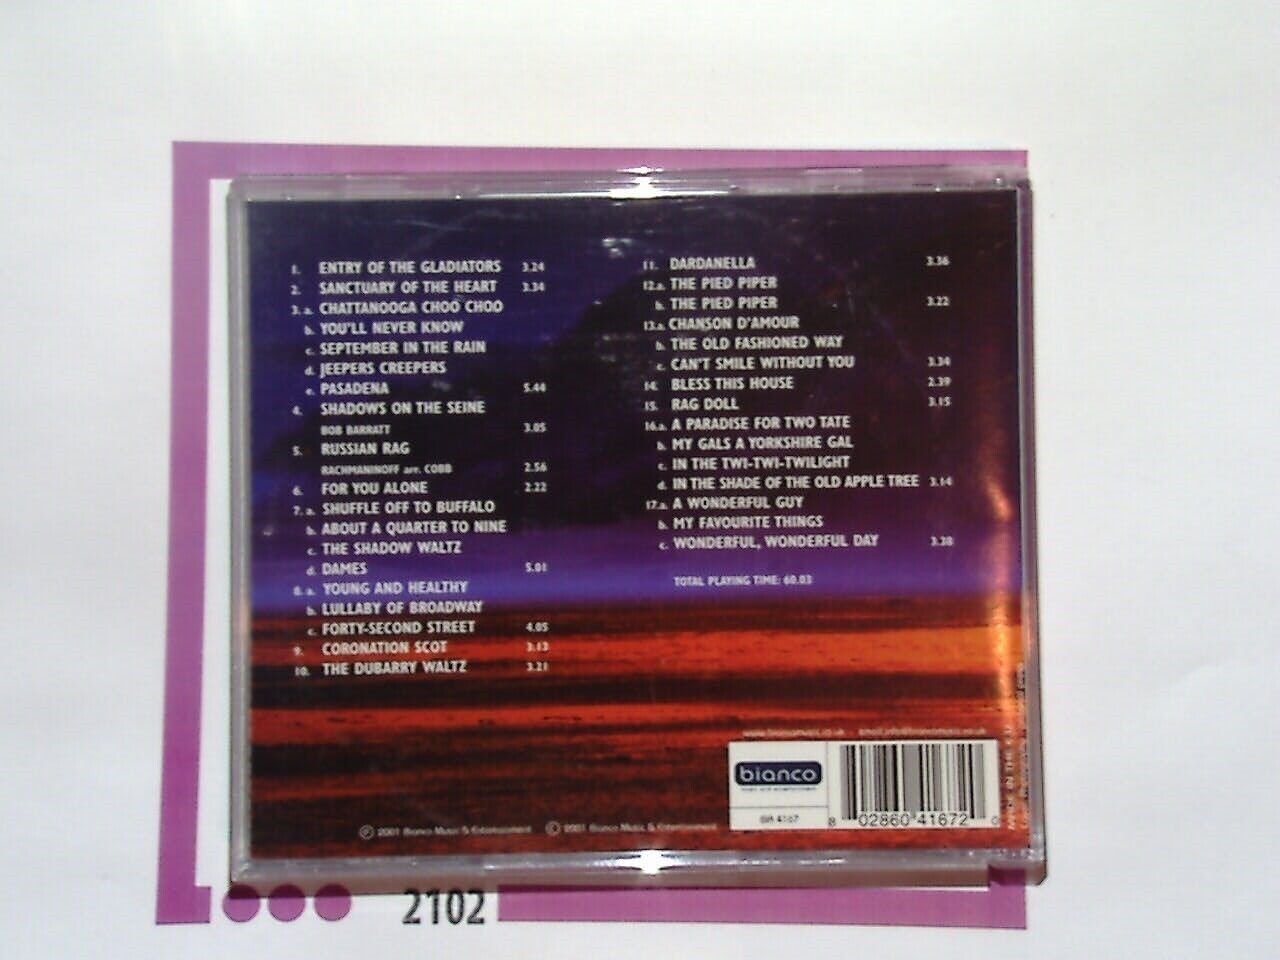 1. ENTRY OF THE GLADIATORS 3.24
2. SANCTUARY OF THE HEART 3.34
3. a. CHATTANOOGA CHOO CHOO
b. YOU'LL NEVER KNOW
c. SEPTEMBER IN THE RAIN
d. JEEPERS CREEPERS
e. PASADENA 5.44
4. SHADOWS ON THE SEINE
BOB BARRATT 3.05
5. RUSSIAN RAG
RACHMANINOFF arr. COBB 2.56
6. FOR YOU ALONE 2.22
7. a. SHUFFLE OFF TO BUFFALO
b. ABOUT A QUARTER TO NINE
c. THE SHADOW WALTZ
d. DAMES 5.01
8. a. YOUNG AND HEALTHY
b. LULLABY OF BROADWAY
c. FORTY-SECOND STREET 4.05
9. CORONATION SCOT 3.13
10. THE DUBARRY WALTZ 3.21
11. DARDANELLA 3.36
12.a. THE PIED PIPER
b. THE PIED PIPER 3.22
13.a. CHANSON D'AMOUR
b. THE OLD FASHIONED WAY
c. CAN'T SMILE WITHOUT YOU 3.34
14. BLESS THIS HOUSE 2.39
15. RAG DOLL 3.15
16.a. A PARADISE FOR TWO TATE
b. MY GALS A YORKSHIRE GAL
c. IN THE TWI-TWI-TWILIGHT
d. IN THE SHADE OF THE OLD APPLE TREE 3.14
17.a. A WONDERFUL GUY
b. MY FAVOURITE THINGS
c. WONDERFUL, WONDERFUL DAY
TOTAL PLAYING TIME: 60.03
bianco
8 02860 41672 0
℗ 2001 Bianco Music & Entertainment © 2001 Bianco Music & Entertainment
2102